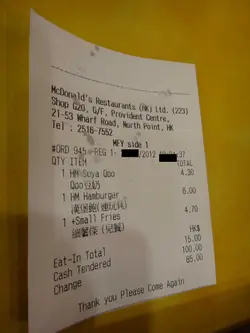 McDonald's Restaurants (HK) Ltd. (223)
Shop G20, G/F, Provident Centre,
21-53 Wharf Road, North Point, HK
Tel : 2516-7552
MFY side 1
#ORD 945 - REG 1- /2012 :37
QTY ITEM TOTAL
1 HM Soya Qoo 4.30
Qoo豆奶
1 HM Hamburger 6.00
1 +Small Fries 4.70
HK$
Eat-In Total 15.00
Cash Tendered 100.00
Change 85.00
Thank you Please Come Again